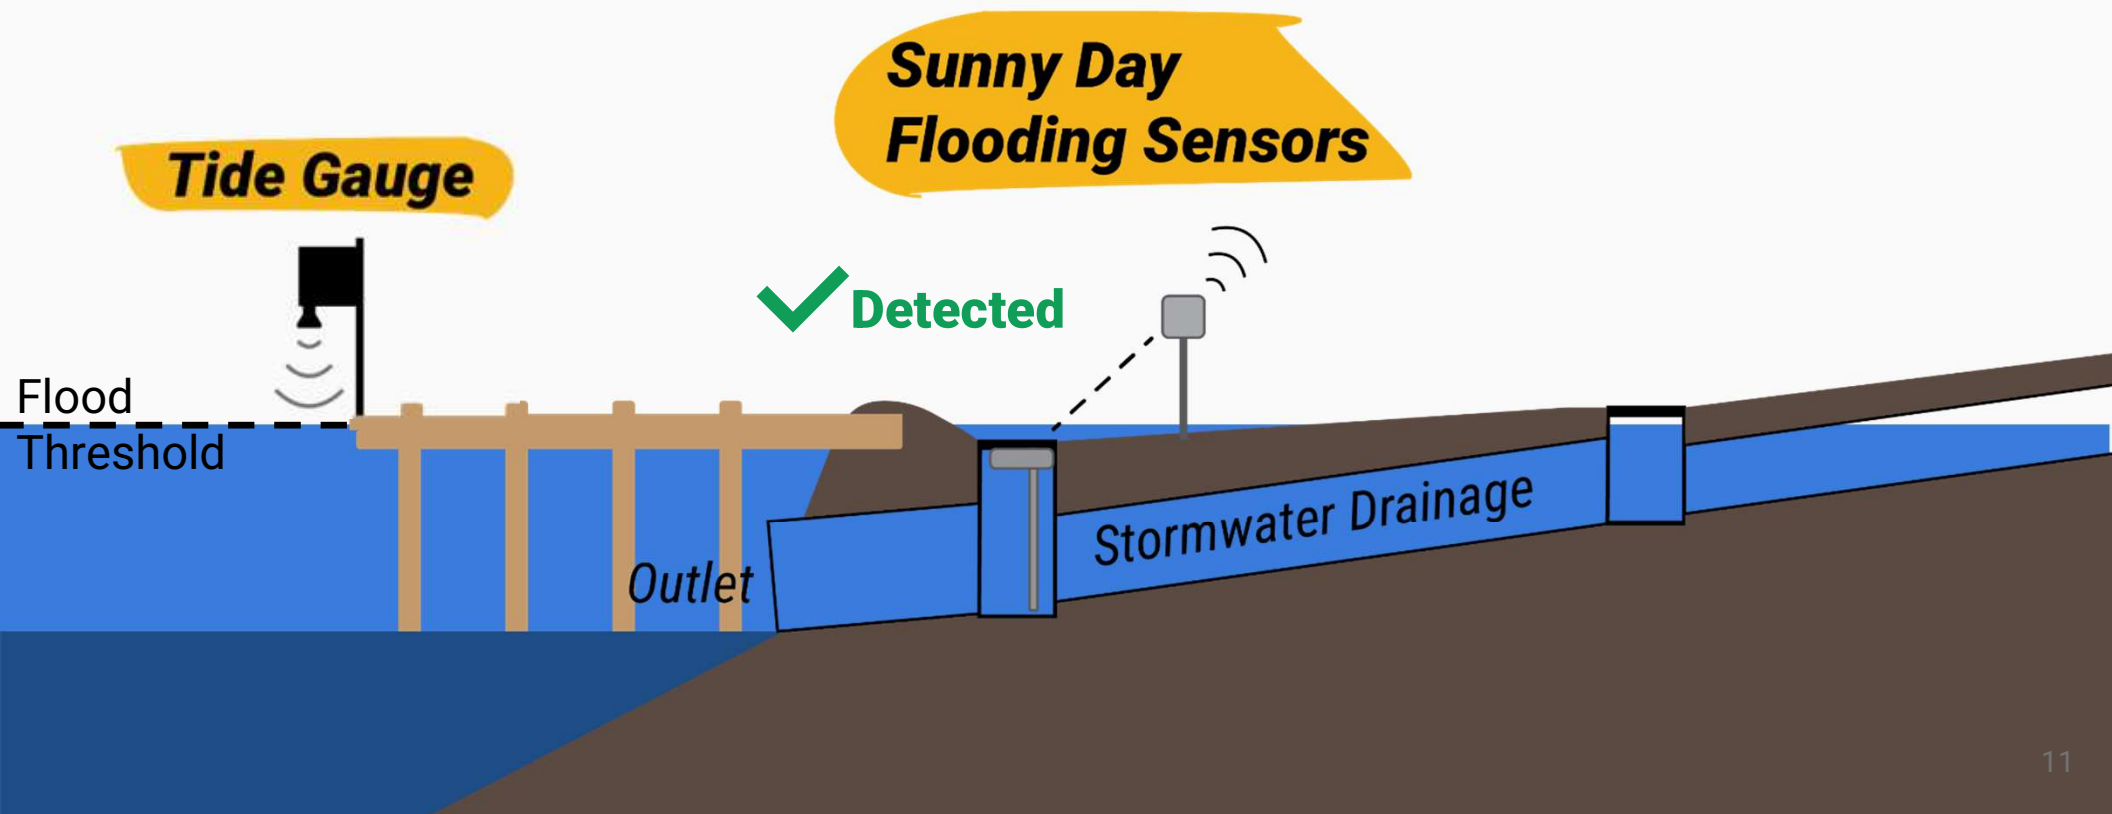 Sunny Day
Flooding Sensors
Tide Gauge
Detected
Flood
Threshold
Stormwater Drainage
Outlet
11